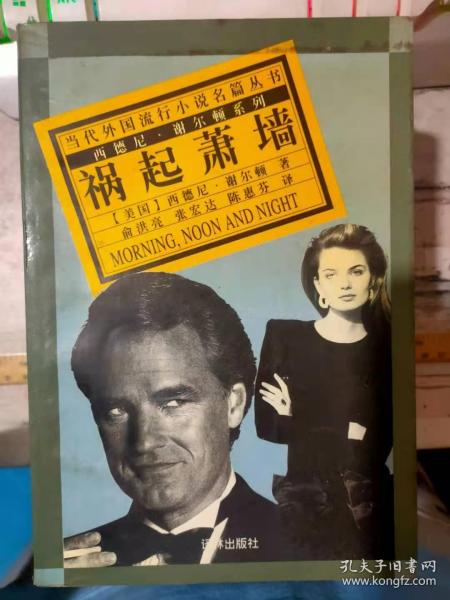 当代外国流行小说名篇丛书
西德尼·谢尔顿系列
祸起萧墙
【美国】西德尼·谢尔顿 著
俞洪亮 张宏达 陈惠芬 译
MORNING, NOON AND NIGHT
译林出版社
孔夫子旧书网
www.kongfz.com